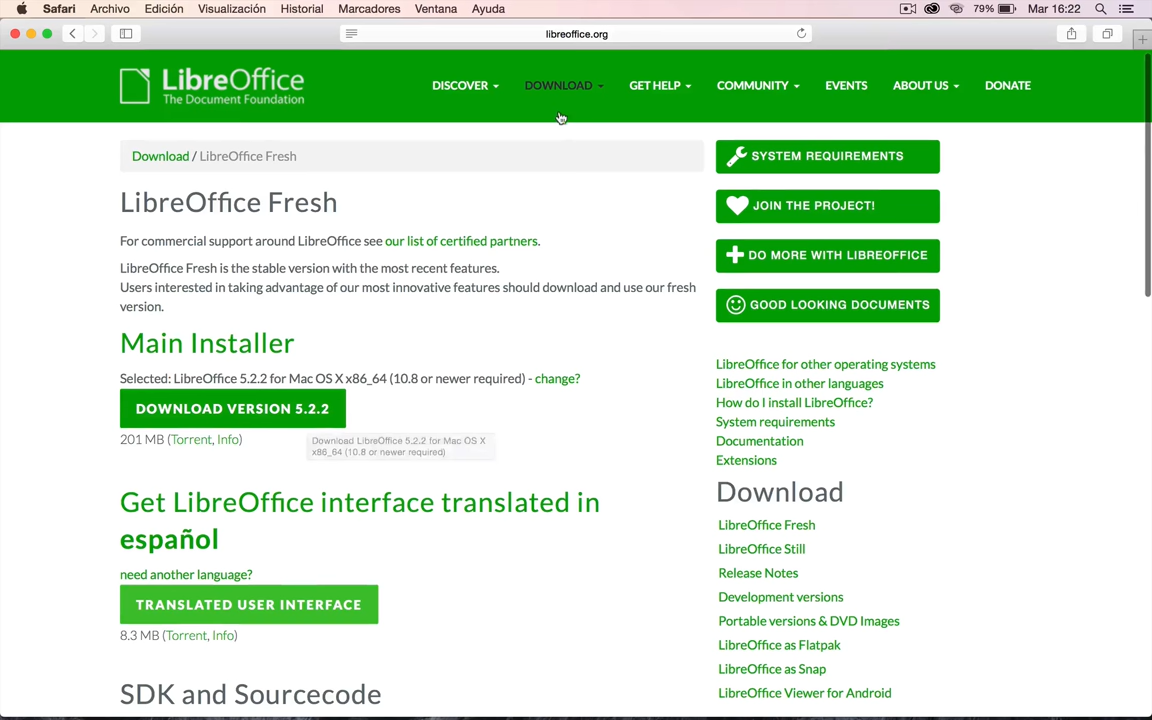 Safari Archivo Edición Visualización Historial Marcadores Ventana Ayuda 79% Mar 16:22
libreoffice.org
LibreOffice
The Document Foundation
DISCOVER DOWNLOAD GET HELP COMMUNITY EVENTS ABOUT US DONATE
Download / LibreOffice Fresh
LibreOffice Fresh
For commercial support around LibreOffice see our list of certified partners.
LibreOffice Fresh is the stable version with the most recent features.
Users interested in taking advantage of our most innovative features should download and use our fresh
version.
Main Installer
Selected: LibreOffice 5.2.2 for Mac OS X x86_64 (10.8 or newer required) - change?
DOWNLOAD VERSION 5.2.2
201 MB (Torrent, Info)
Download LibreOffice 5.2.2 for Mac OS X
x86_64 (10.8 or newer required)
Get LibreOffice interface translated in
español
need another language?
TRANSLATED USER INTERFACE
8.3 MB (Torrent, Info)
SDK and Sourcecode
SYSTEM REQUIREMENTS
JOIN THE PROJECT!
DO MORE WITH LIBREOFFICE
GOOD LOOKING DOCUMENTS
LibreOffice for other operating systems
LibreOffice in other languages
How do I install LibreOffice?
System requirements
Documentation
Extensions
Download
LibreOffice Fresh
LibreOffice Still
Release Notes
Development versions
Portable versions & DVD Images
LibreOffice as Flatpak
LibreOffice as Snap
LibreOffice Viewer for Android